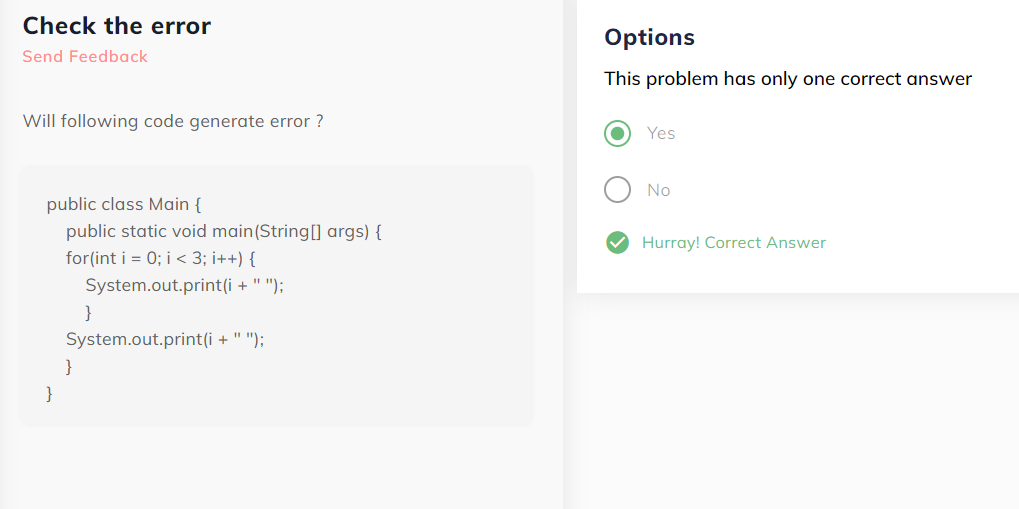 Check the error
Send Feedback
Will following code generate error ?
public class Main {
public static void main(String[] args) {
for(int i = 0; i < 3; i++) {
System.out.print(i + " ");
}
System.out.print(i + " ");
}
}
Options
This problem has only one correct answer
Yes
No
Hurray! Correct Answer